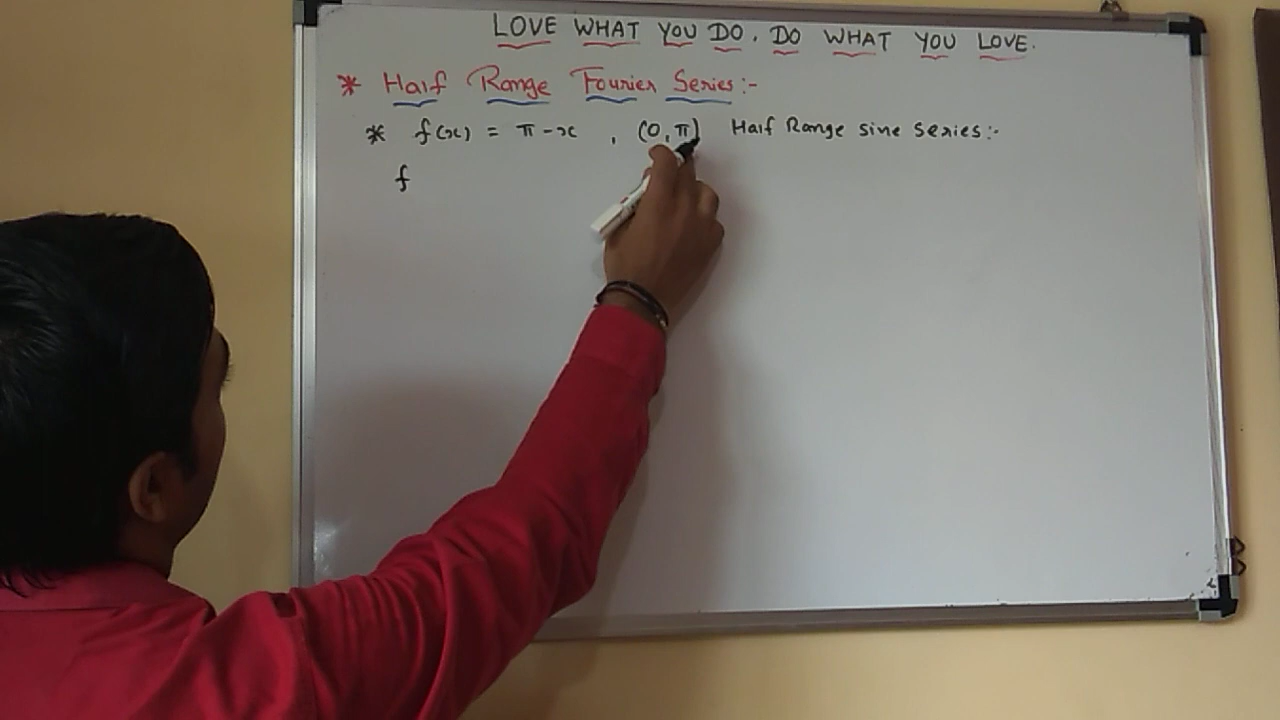 LOVE WHAT YOU DO, DO WHAT YOU LOVE.
* Half Range Fourier Series:-
* f(x) = π-x , (0,π) Half Range sine series:-
f